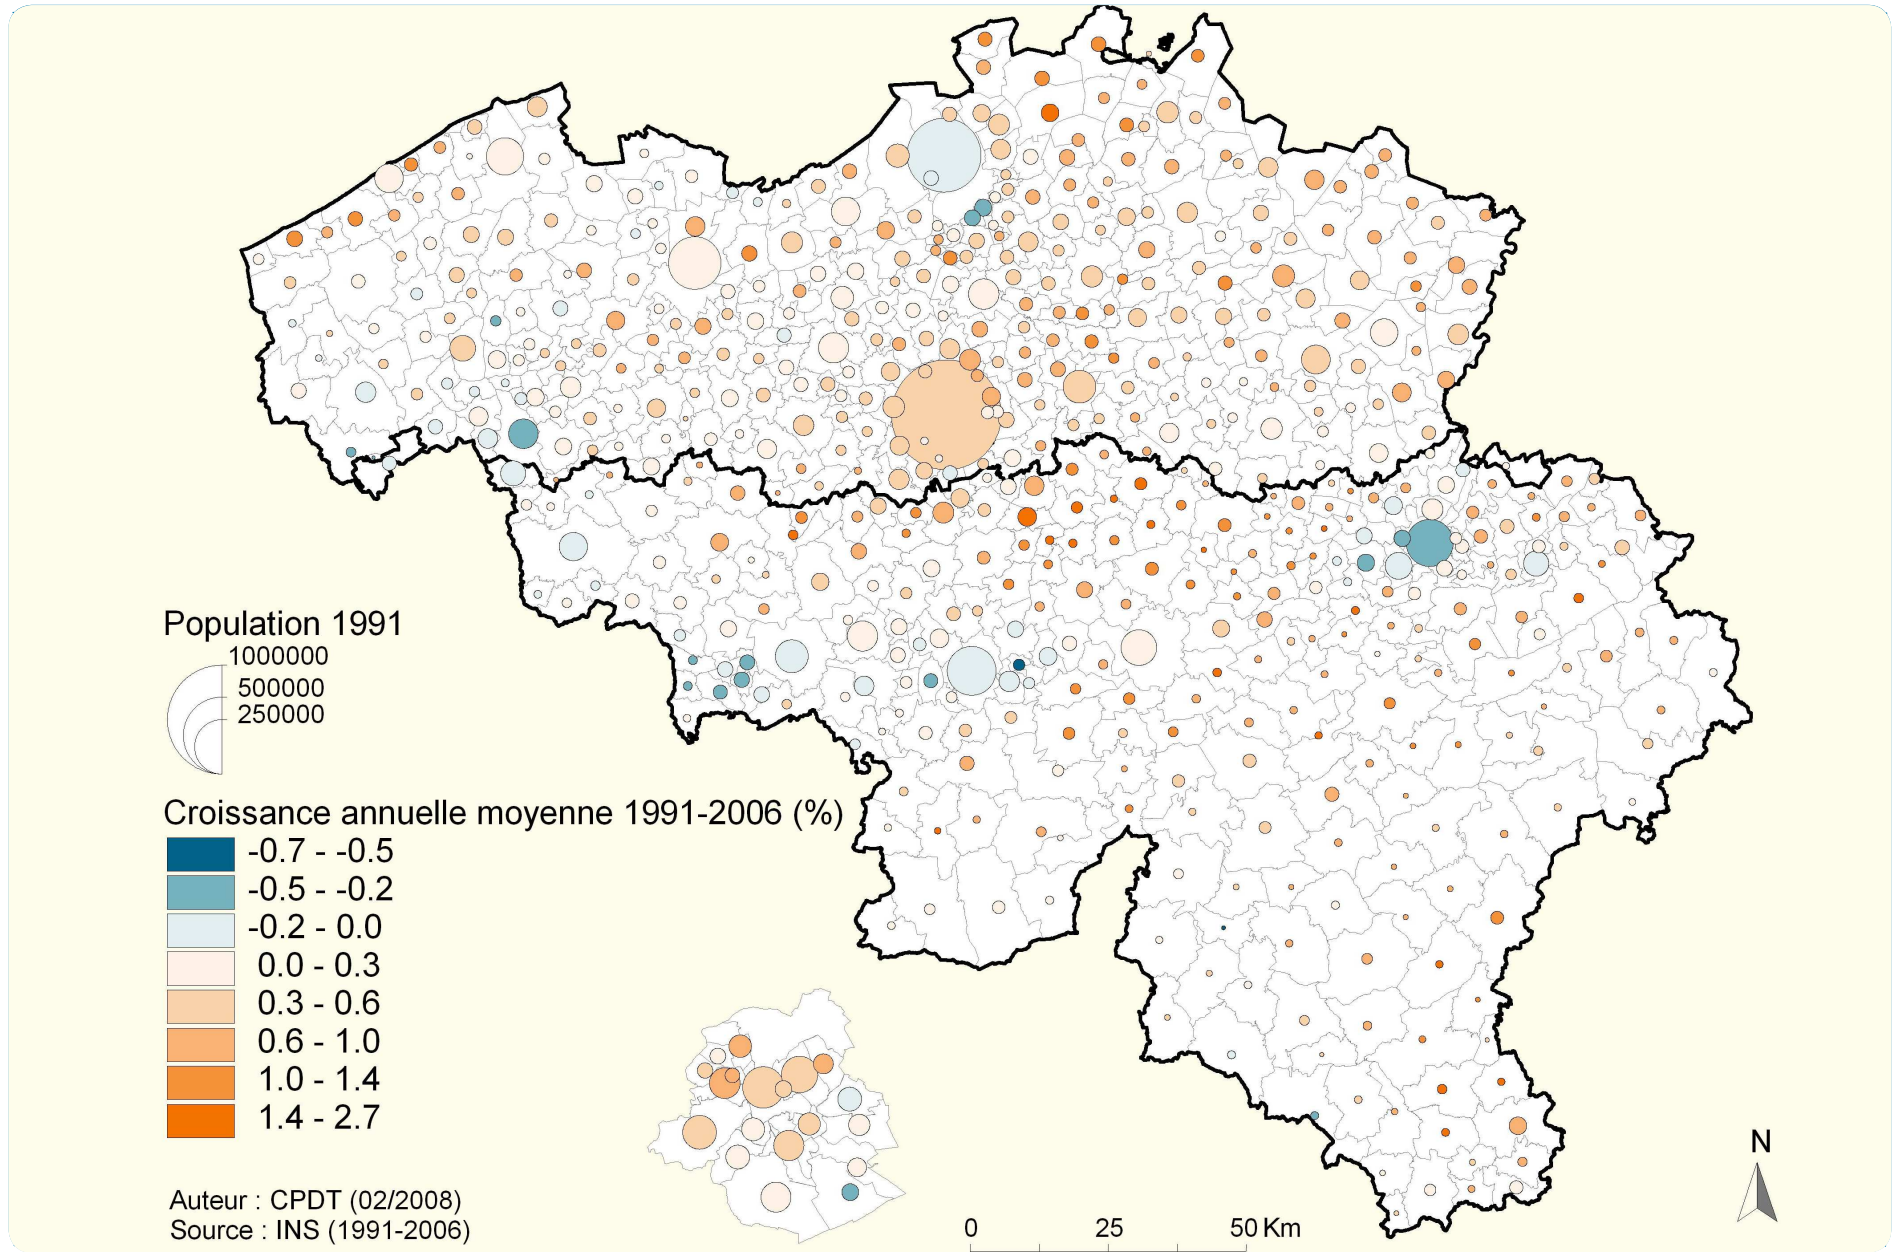 Population 1991
1000000
500000
250000
Croissance annuelle moyenne 1991-2006 (%)
-0.7 - -0.5
-0.5 - -0.2
-0.2 - 0.0
0.0 - 0.3
0.3 - 0.6
0.6 - 1.0
1.0 - 1.4
1.4 - 2.7
Auteur : CPDT (02/2008)
Source : INS (1991-2006)
0 25 50 Km
N